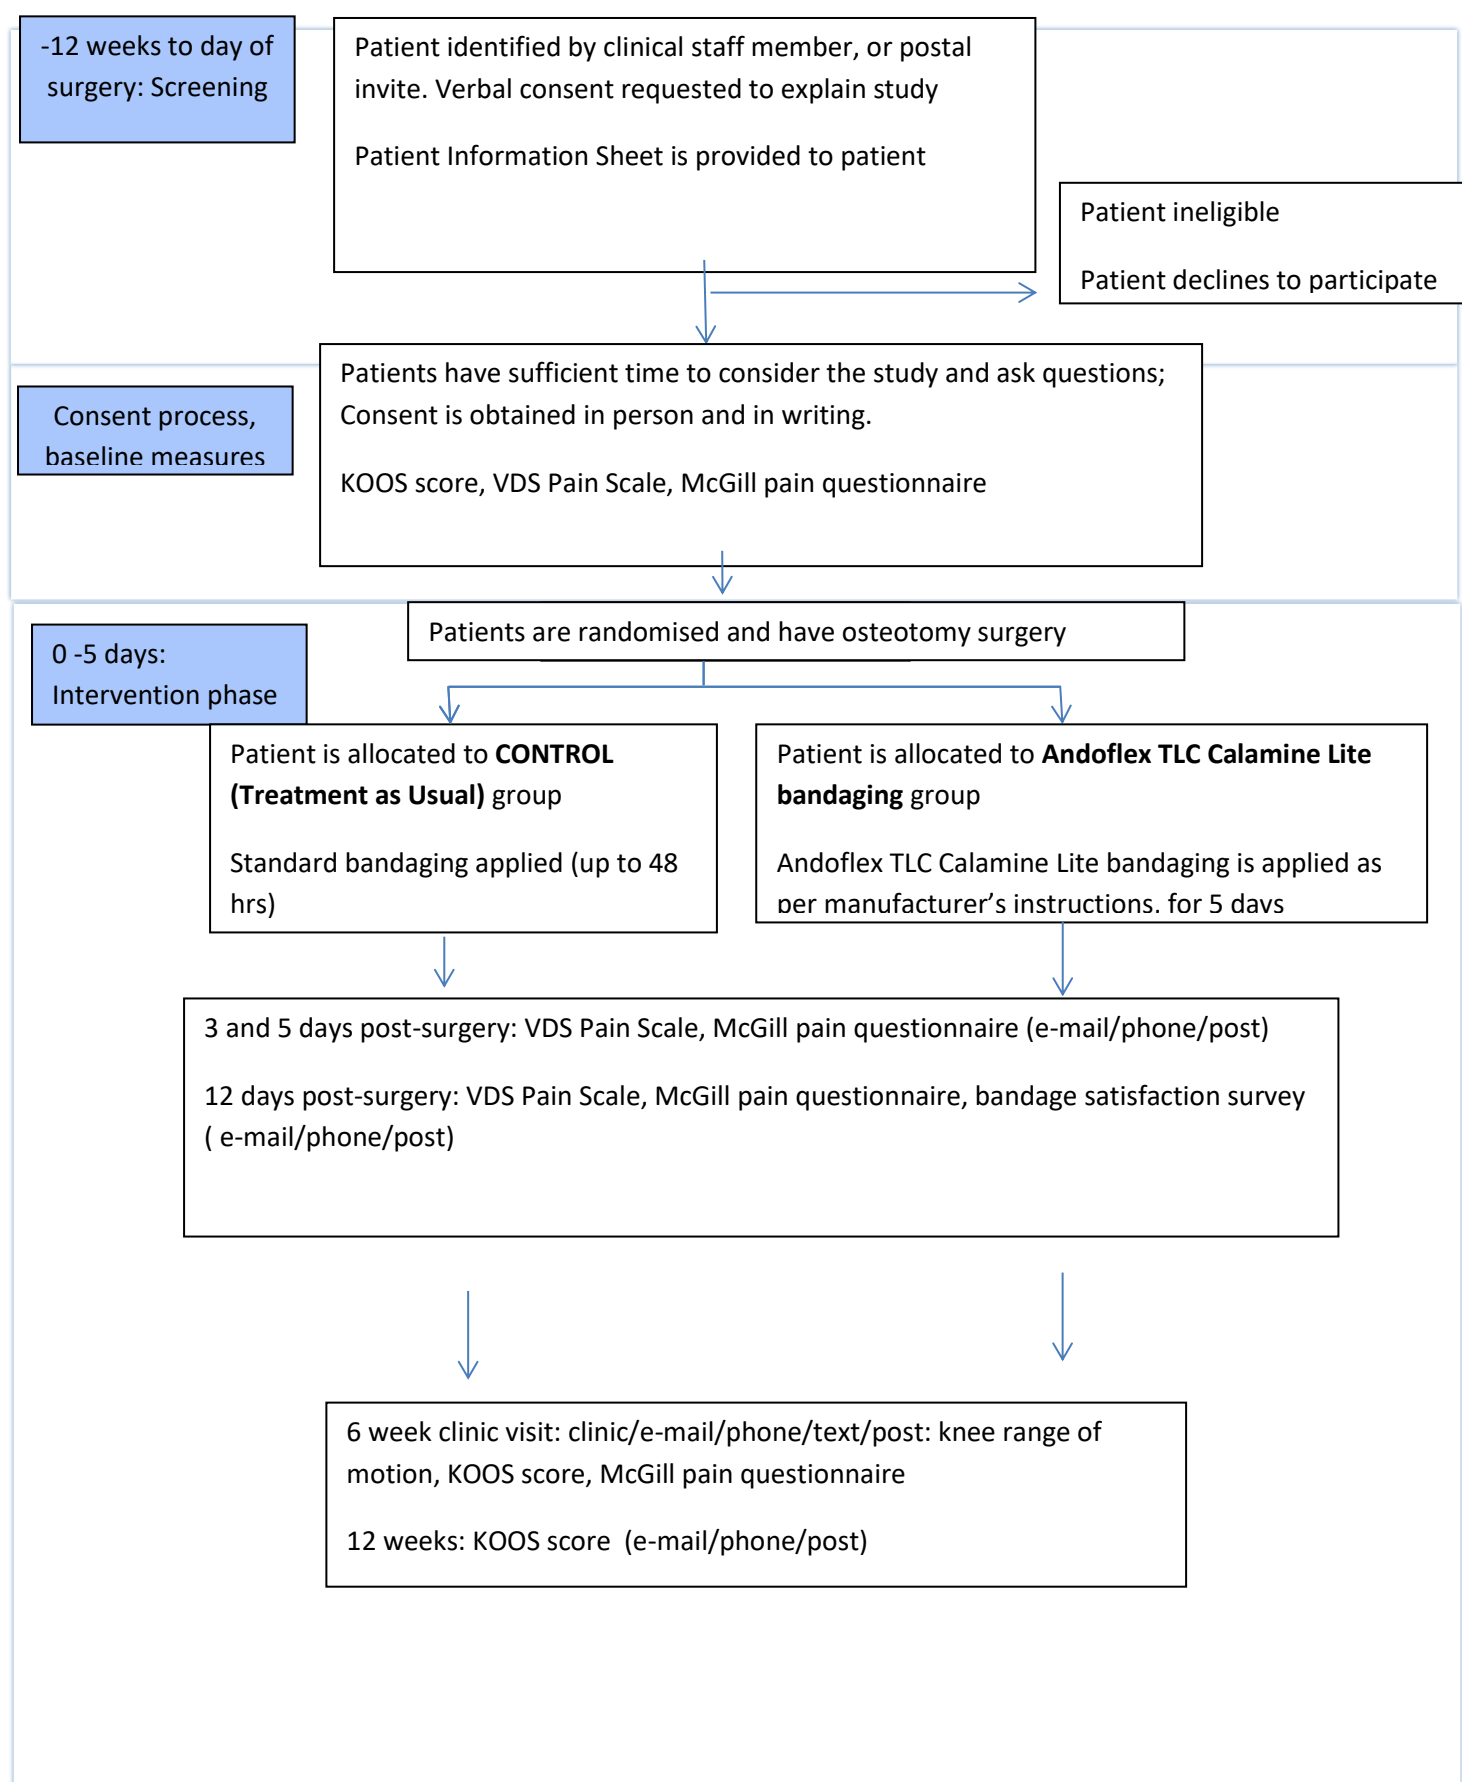 -12 weeks to day of
surgery: Screening
Patient identified by clinical staff member, or postal
invite. Verbal consent requested to explain study
Patient Information Sheet is provided to patient
Patient ineligible
Patient declines to participate
Consent process,
baseline measures
Patients have sufficient time to consider the study and ask questions;
Consent is obtained in person and in writing.
KOOS score, VDS Pain Scale, McGill pain questionnaire
Patients are randomised and have osteotomy surgery
0 -5 days:
Intervention phase
Patient is allocated to CONTROL
(Treatment as Usual) group
Standard bandaging applied (up to 48
hrs)
Patient is allocated to Andoflex TLC Calamine Lite
bandaging group
Andoflex TLC Calamine Lite bandaging is applied as
per manufacturer’s instructions. for 5 days
3 and 5 days post-surgery: VDS Pain Scale, McGill pain questionnaire (e-mail/phone/post)
12 days post-surgery: VDS Pain Scale, McGill pain questionnaire, bandage satisfaction survey
( e-mail/phone/post)
6 week clinic visit: clinic/e-mail/phone/text/post: knee range of
motion, KOOS score, McGill pain questionnaire
12 weeks: KOOS score  (e-mail/phone/post)